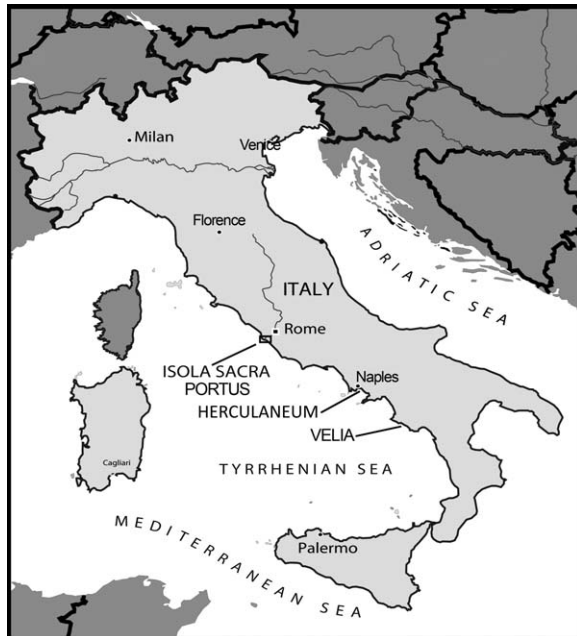 Milan
Venice
Florence
ADRIATIC SEA
ITALY
Rome
ISOLA SACRA
PORTUS
Naples
HERCULANEUM
VELIA
Cagliari
TYRRHENIAN SEA
MEDITERRANEAN SEA
Palermo